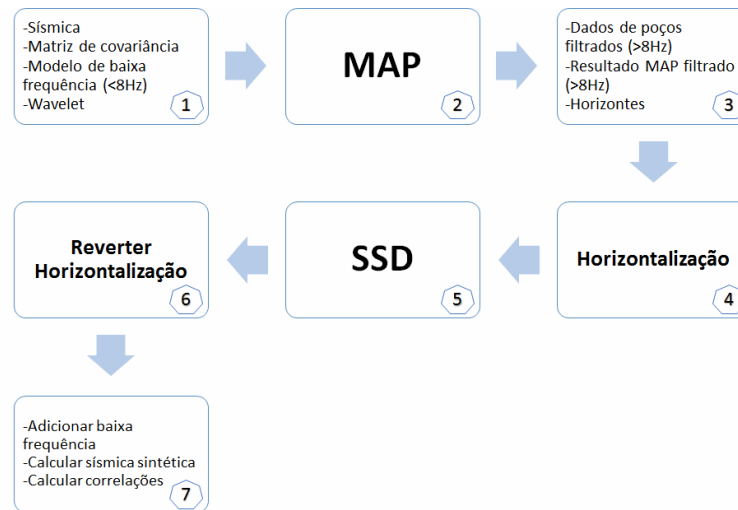 -Sísmica
-Matriz de covariância
-Modelo de baixa
frequência (<8Hz)
-Wavelet
1
MAP
2
-Dados de poços
filtrados (>8Hz)
-Resultado MAP filtrado
(>8Hz)
-Horizontes
3
Reverter
Horizontalização
6
SSD
5
Horizontalização
4
-Adicionar baixa
frequência
-Calcular sísmica sintética
-Calcular correlações
7